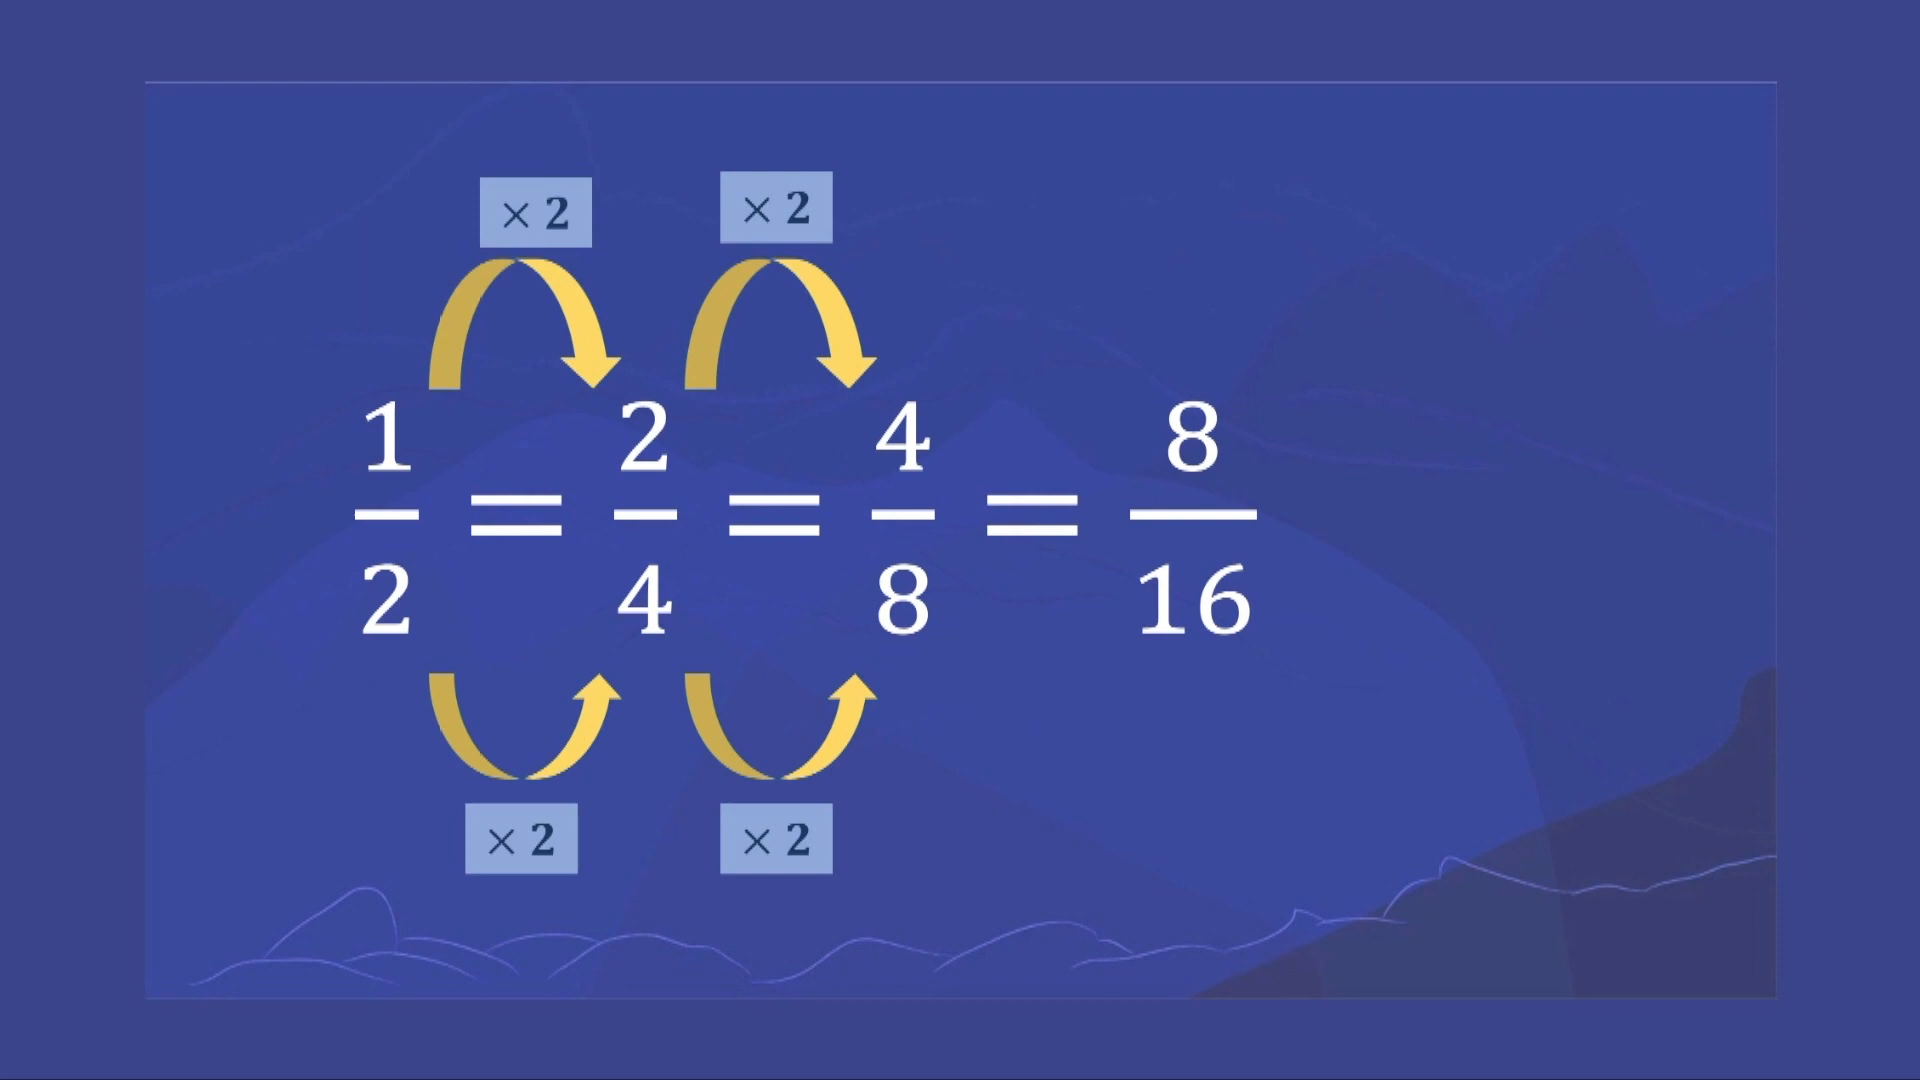 × 2 × 2
1/2 = 2/4 = 4/8 = 8/16
× 2 × 2